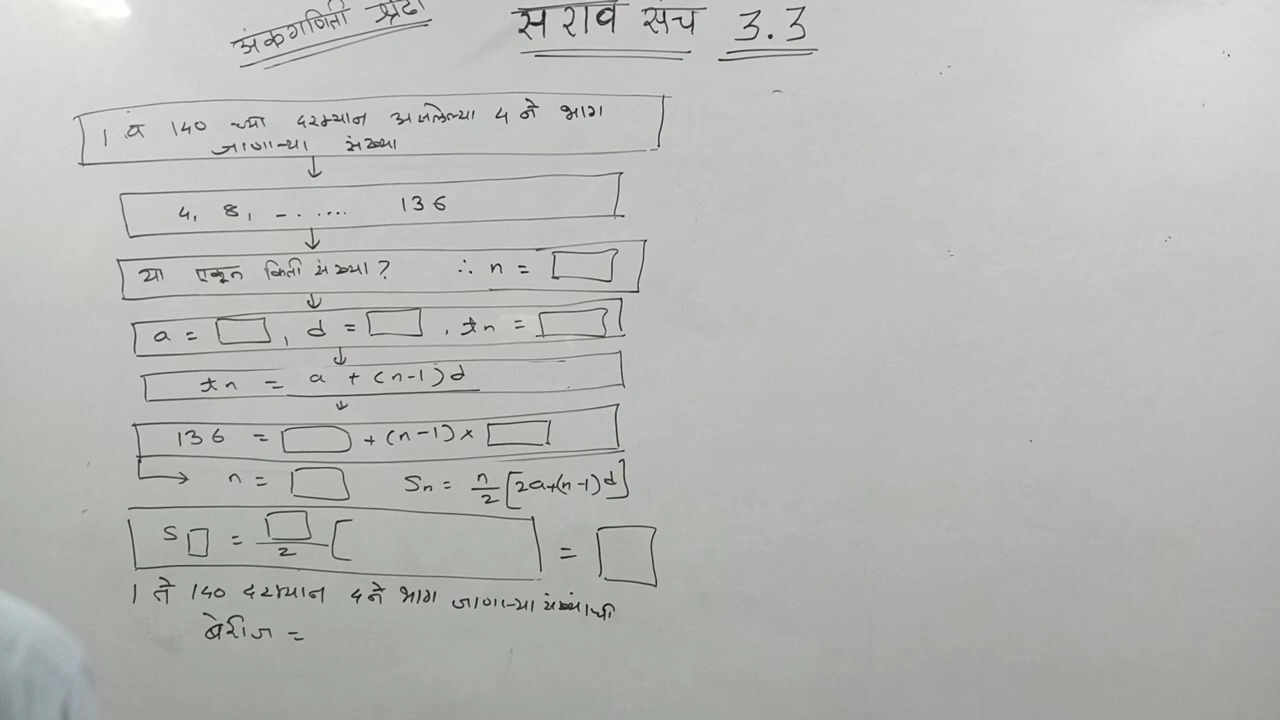 अंकगणिती श्रेढी
सराव संच 3.3
1 व 140 च्या दरम्यान असलेल्या 4 ने भाग
जाणाऱ्या संख्या
4, 8, - . ..... 136
या एकूण किती संख्या ? ∴ n =
a = , d = , tn =
tn = a + (n-1)d
136 = + (n-1) ×
n = Sn = n/2 [2a+(n-1)d]
S = /2 [ =
1 ते 140 दरम्यान 4 ने भाग जाणाऱ्या संख्यांची
बेरीज =